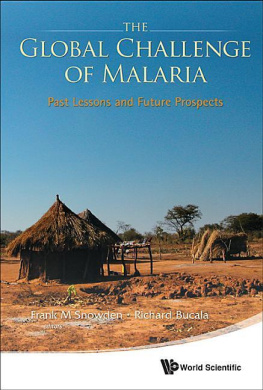 THE
GLOBAL CHALLENGE
OF MALARIA
Past Lessons and Future Prospects
Frank M Snowden • Richard Bucala
editors
World Scientific